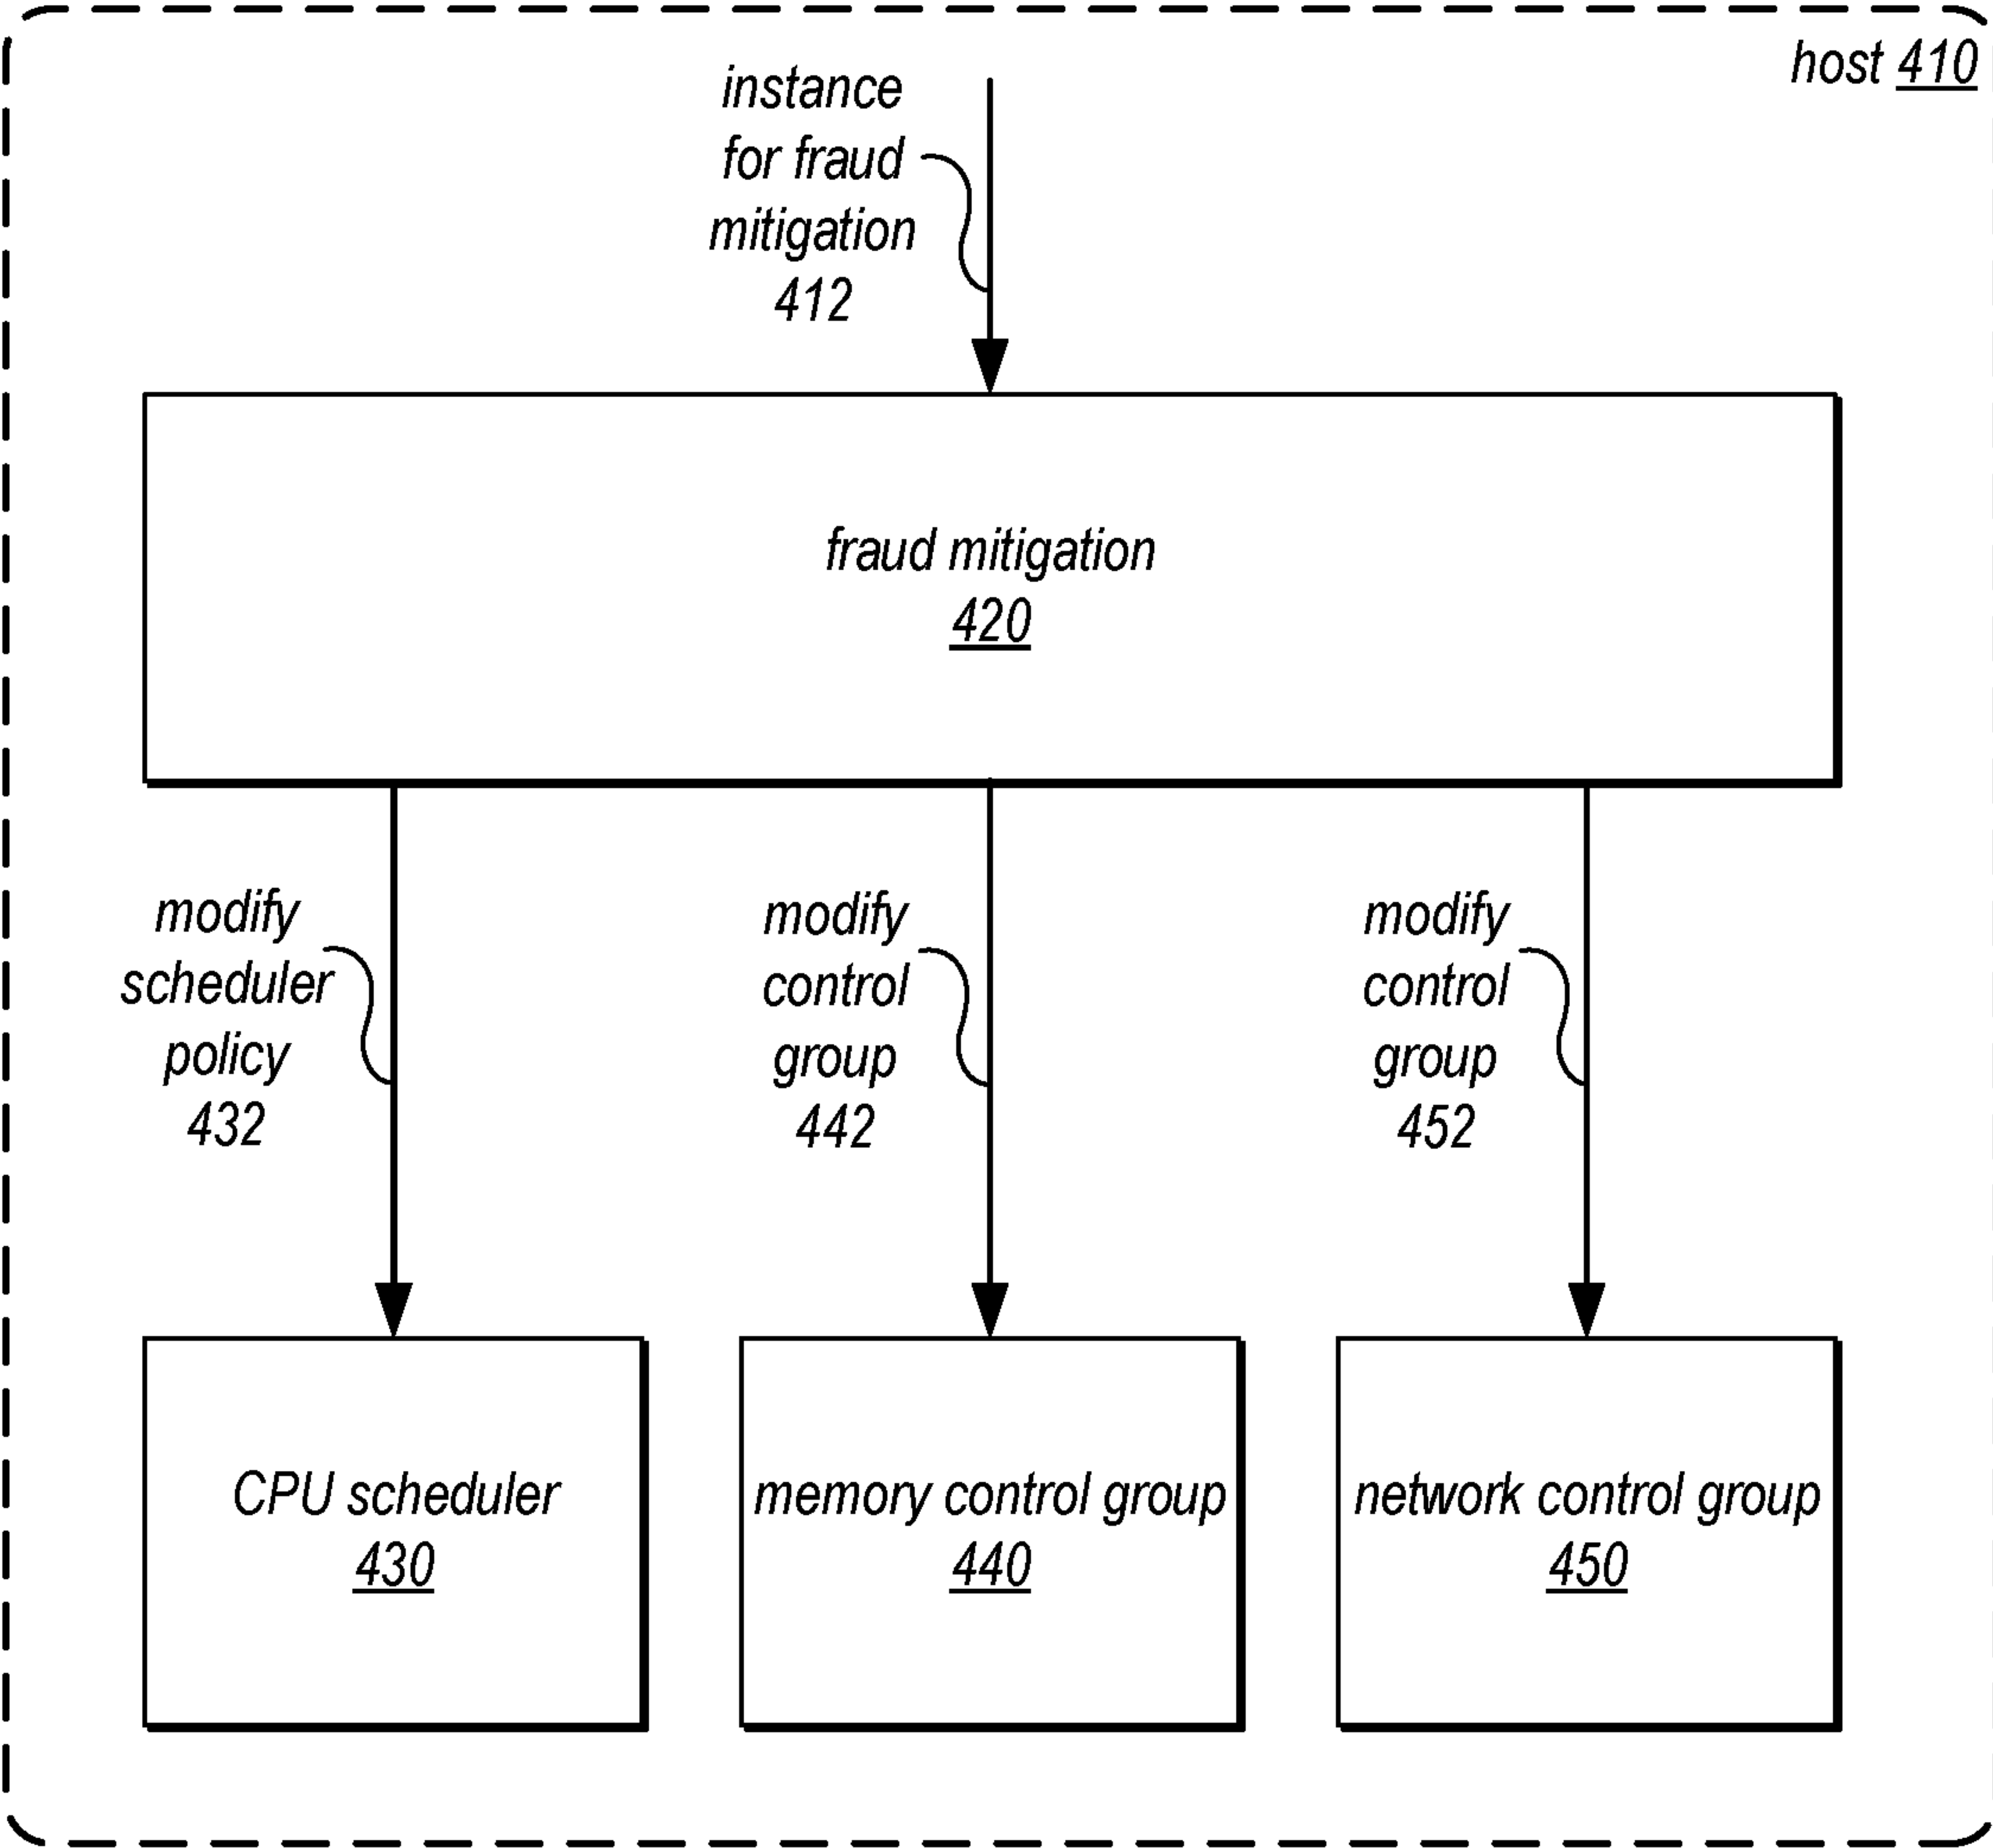 host 410
instance
for fraud
mitigation
412
fraud mitigation
420
modify
scheduler
policy
432
modify
control
group
442
modify
control
group
452
CPU scheduler
430
memory control group
440
network control group
450